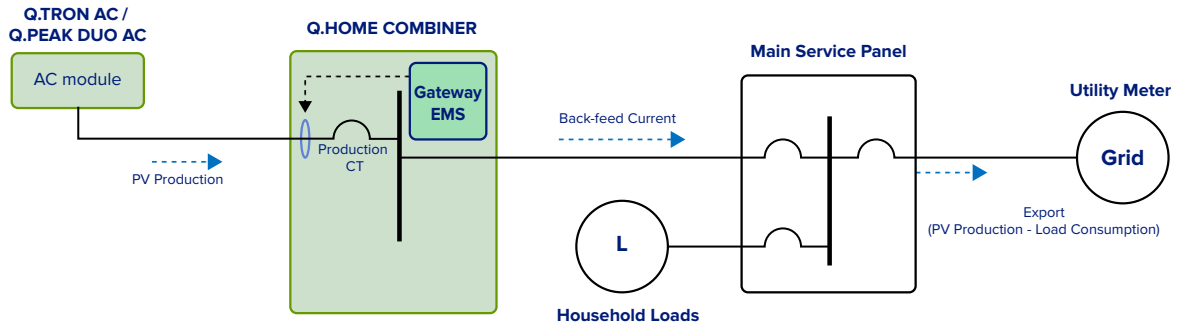 Q.TRON AC /
Q.PEAK DUO AC
AC module
Q.HOME COMBINER
Gateway
EMS
Production
CT
PV Production
Back-feed Current
L
Household Loads
Main Service Panel
Utility Meter
Grid
Export
(PV Production - Load Consumption)